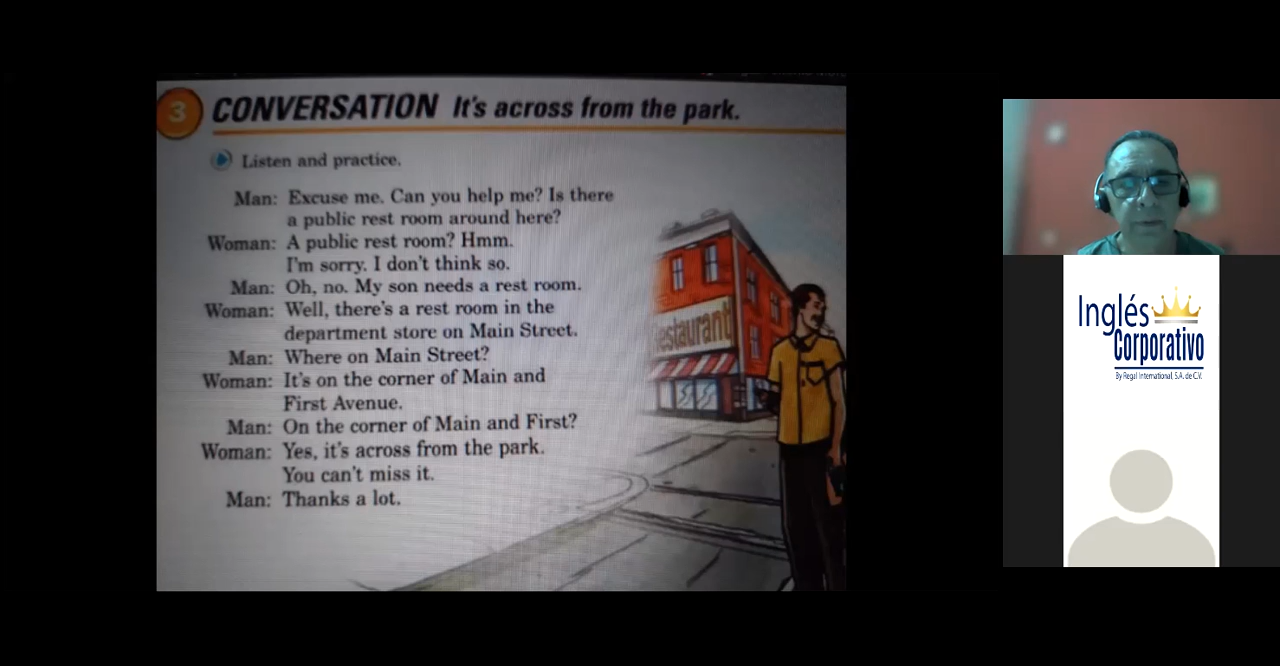 3 CONVERSATION It's across from the park.
Listen and practice.
Man: Excuse me. Can you help me? Is there
a public rest room around here?
Woman: A public rest room? Hmm.
I'm sorry. I don't think so.
Man: Oh, no. My son needs a rest room.
Woman: Well, there's a rest room in the
department store on Main Street.
Man: Where on Main Street?
Woman: It's on the corner of Main and
First Avenue.
Man: On the corner of Main and First?
Woman: Yes, it's across from the park.
You can't miss it.
Man: Thanks a lot.
Restaurant
Inglés
Corporativo
By Regal International, S.A. de C.V.